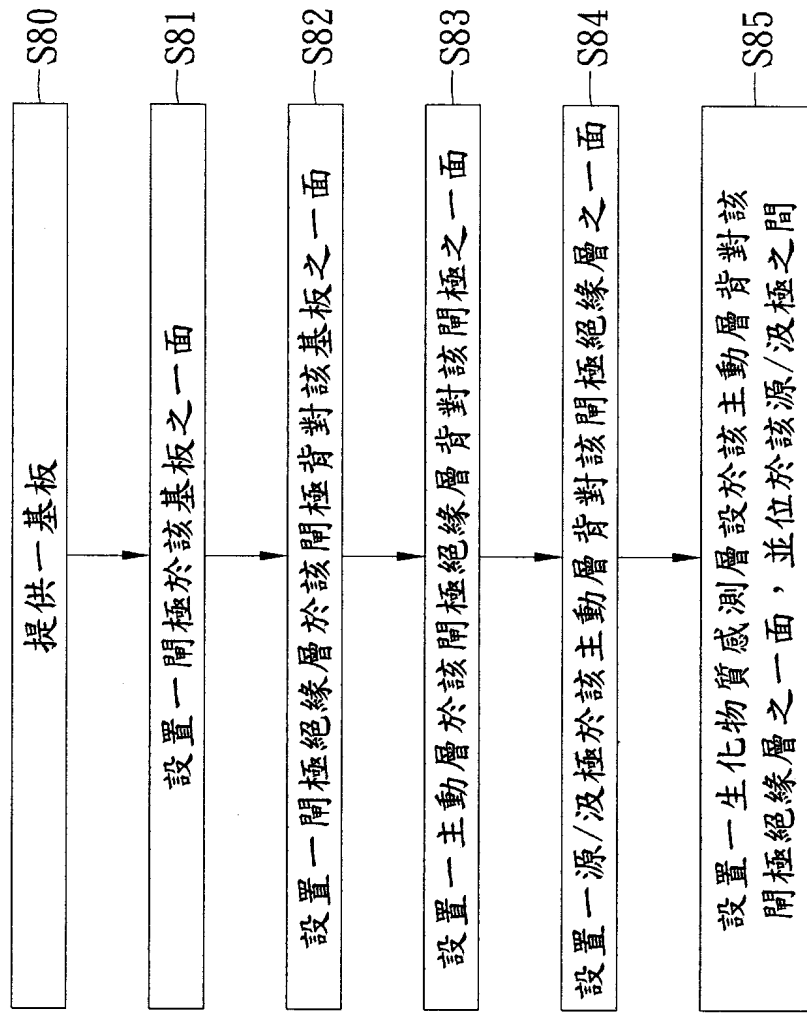 提供一基板
S80
設置一閘極於該基板之一面
S81
設置一閘極絕緣層於該閘極背對該基板之一面
S82
設置一主動層於該閘極絕緣層背對該閘極之一面
S83
設置一源/汲極於該主動層背對該閘極絕緣層之一面
S84
設置一生化物質感測層設於該主動層背對該
閘極絕緣層之一面，並位於該源/汲極之間
S85